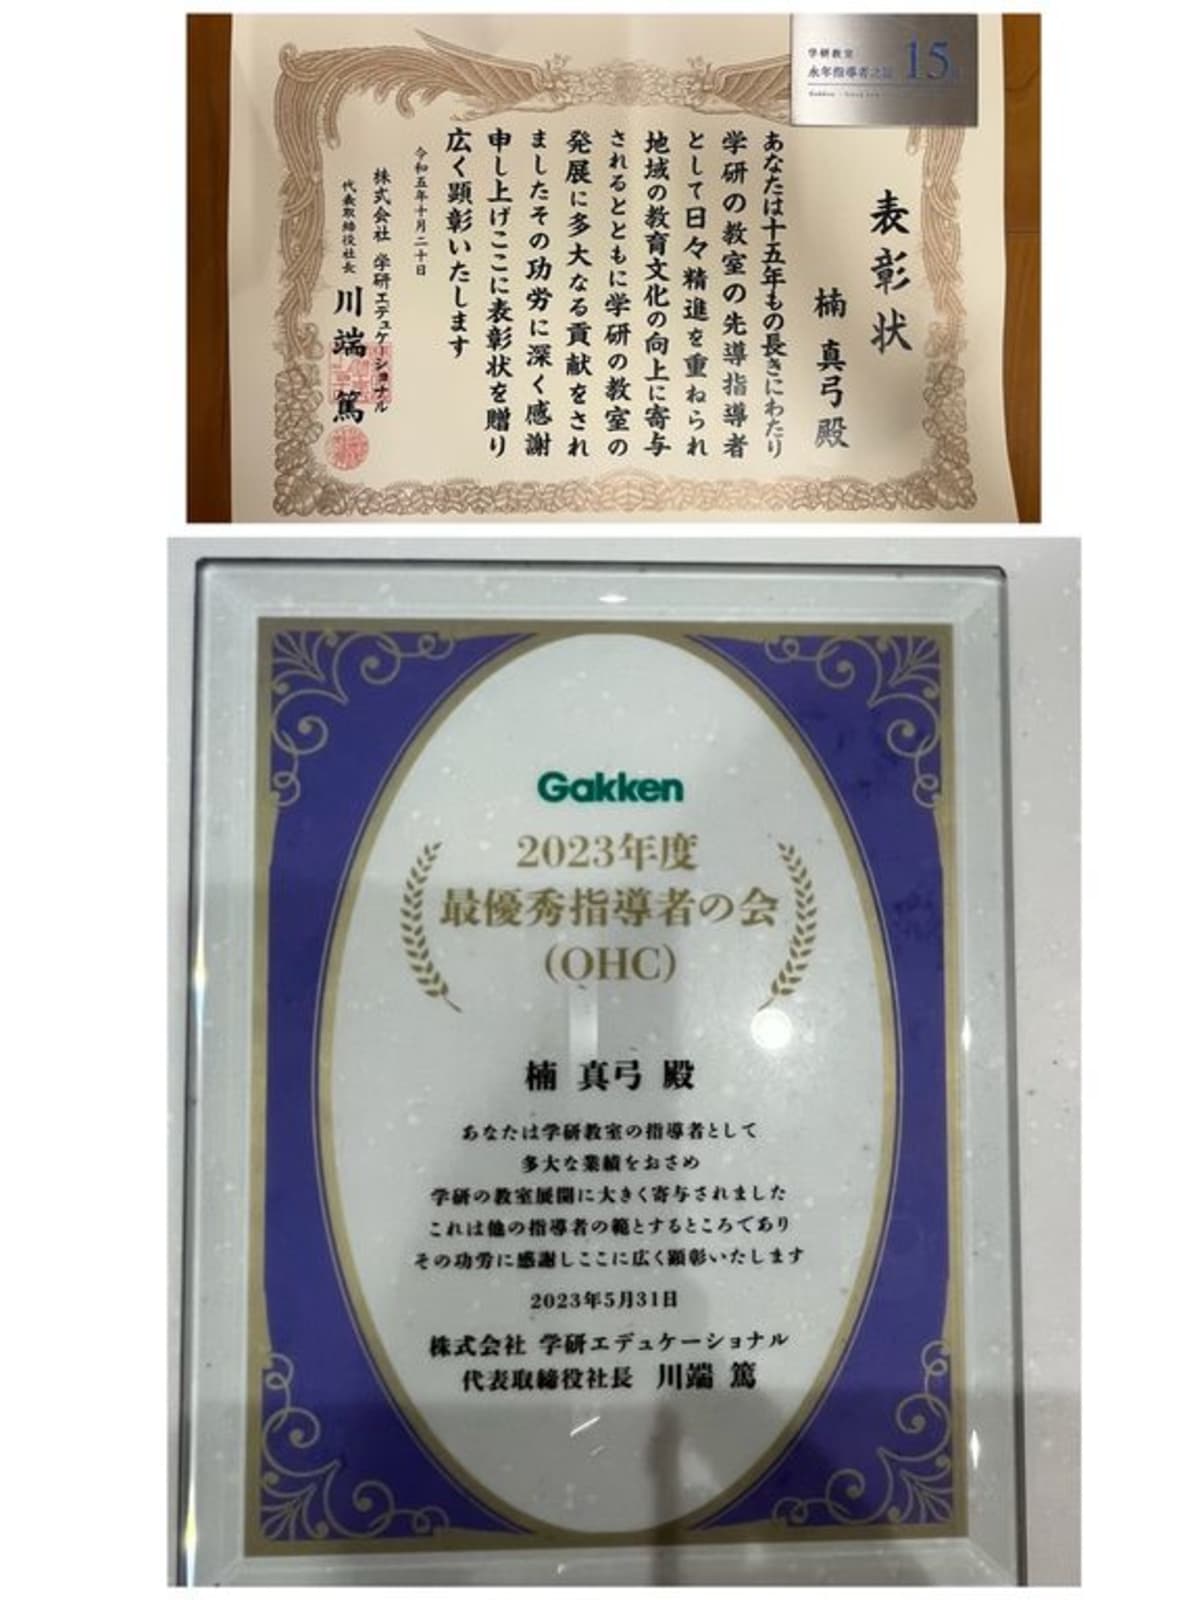 学研教室
永年指導者之証 15年
表彰状
楠 真弓 殿
あなたは十五年もの長きにわたり
学研の教室の先導指導者
として日々精進を重ねられ
地域の教育文化の向上に寄与
されるとともに学研の教室の
発展に多大なる貢献をされ
ましたその功労に深く感謝
申し上げここに表彰状を贈り
広く顕彰いたします
令和五年十月二十日
株式会社 学研エデュケーショナル
代表取締役社長 川端 篤
Gakken
2023年度
最優秀指導者の会
(OHC)
楠 真弓 殿
あなたは学研教室の指導者として
多大な業績をおさめ
学研の教室展開に大きく寄与されました
これは他の指導者の範とするところであり
その功労に感謝しここに広く顕彰いたします
2023年5月31日
株式会社 学研エデュケーショナル
代表取締役社長 川端 篤